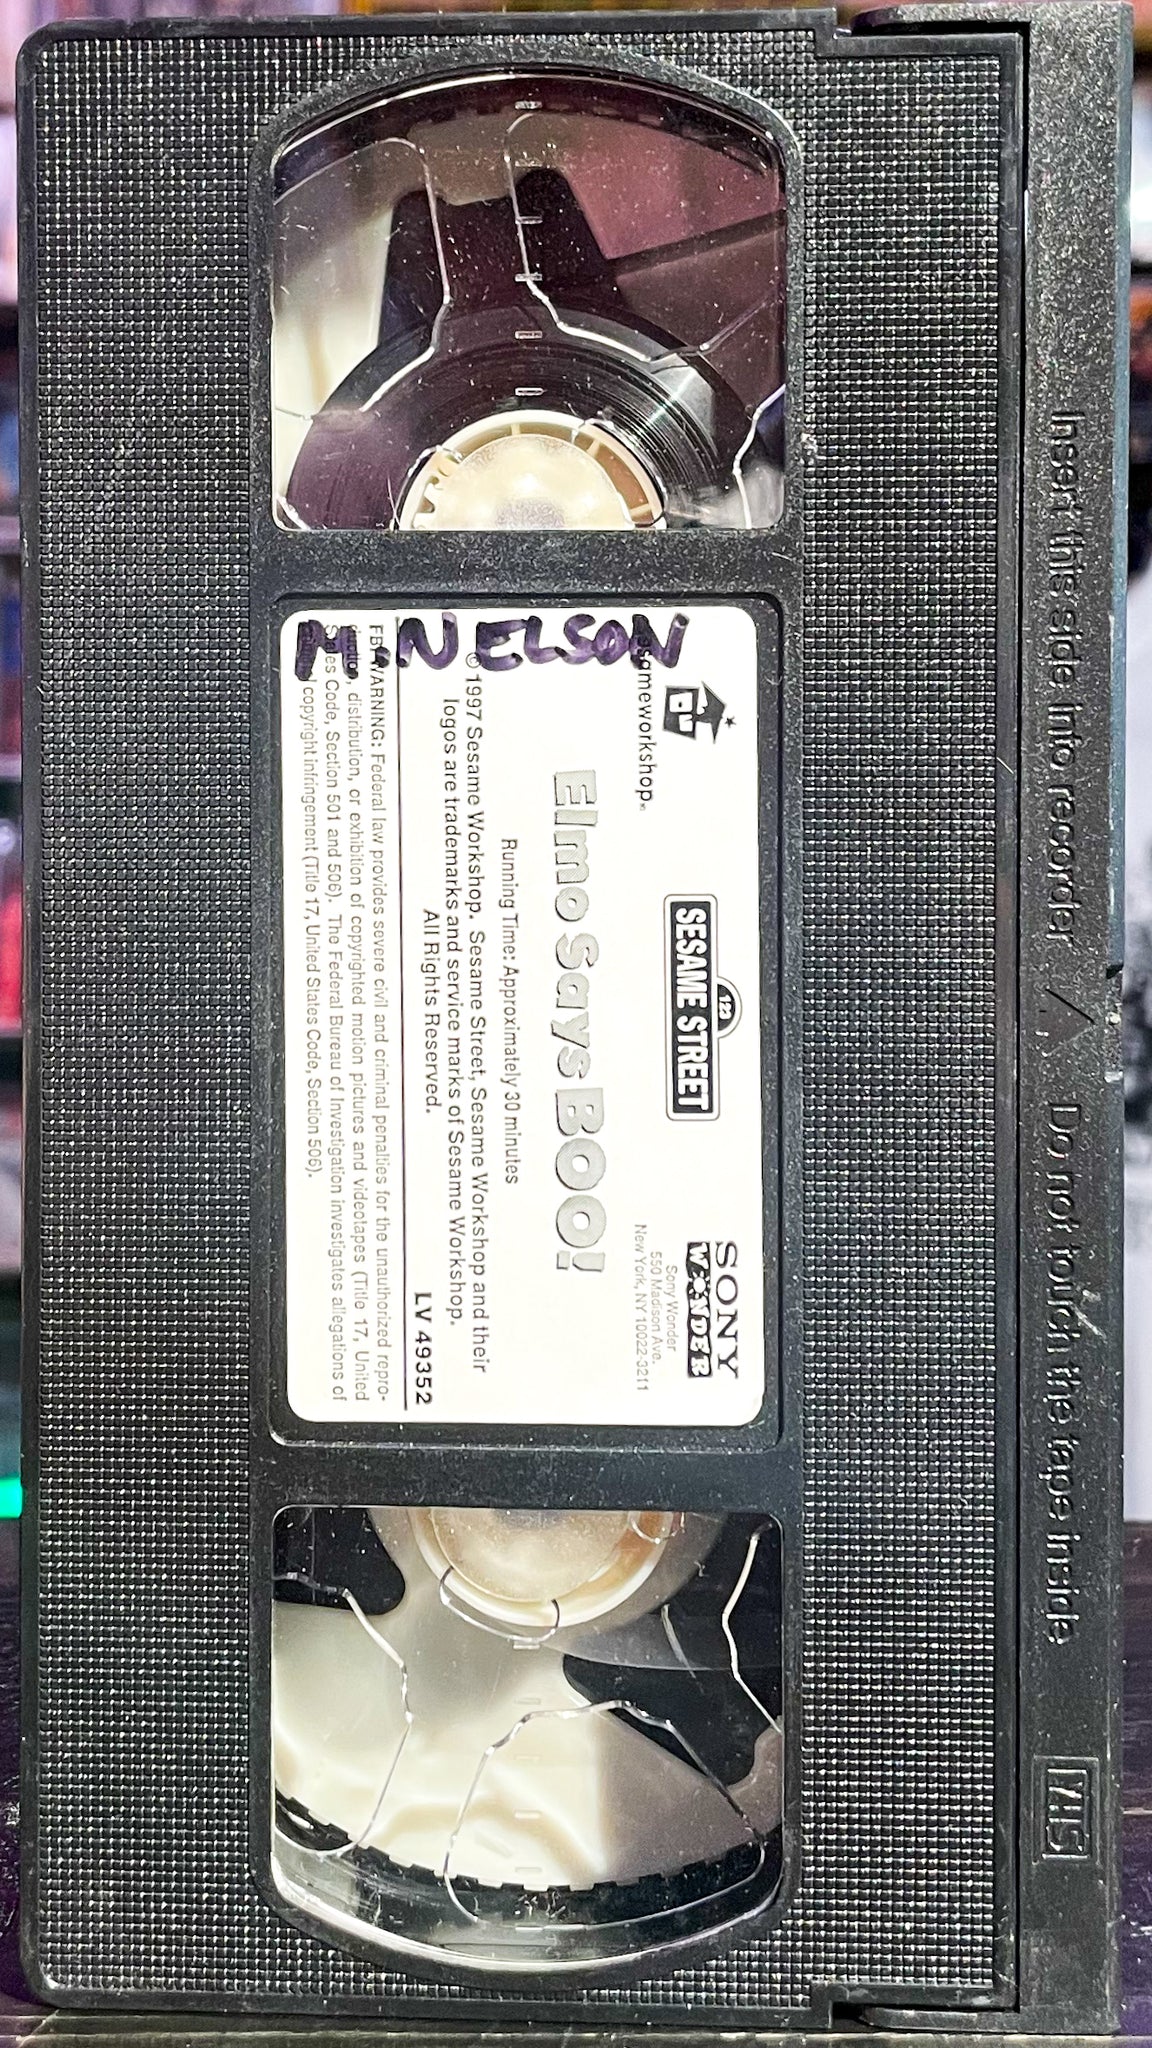 Insert this side into recorder △ Do not touch the tape inside
VHS
N. NELSON
sesameworkshop
123
SESAME STREET
SONY
WONDER
Sony Wonder
550 Madison Ave.
New York, NY 10022-3211
Elmo Says BOO!
Running Time: Approximately 30 minutes
© 1997 Sesame Workshop. Sesame Street, Sesame Workshop and their
logos are trademarks and service marks of Sesame Workshop.
All Rights Reserved.
LV 49352
FBI WARNING: Federal law provides severe civil and criminal penalties for the unauthorized repro-
duction, distribution, or exhibition of copyrighted motion pictures and videotapes (Title 17, United
States Code, Section 501 and 506). The Federal Bureau of Investigation investigates allegations of
copyright infringement (Title 17, United States Code, Section 506).